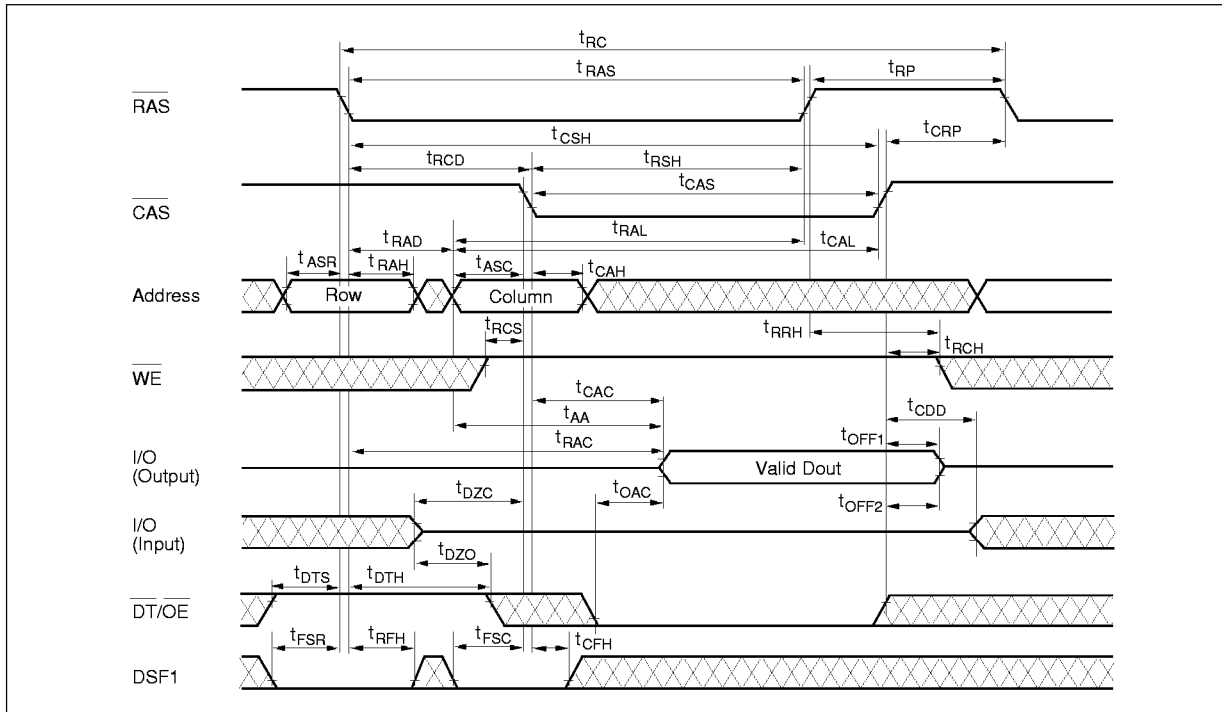 tRC
tRAS
tRP
RAS
tCSH
tCRP
tRCD
tRSH
tCAS
CAS
tRAL
tRAD
tCAL
tASR
tRAH
tASC
tCAH
Address
Row
Column
tRCS
tRRH
tRCH
WE
tCAC
tCDD
tAA
tRAC
tOFF1
I/O
(Output)
Valid Dout
tDZC
tOAC
tOFF2
I/O
(Input)
tDZO
tDTS
tDTH
DT/OE
tFSR
tRFH
tFSC
tCFH
DSF1